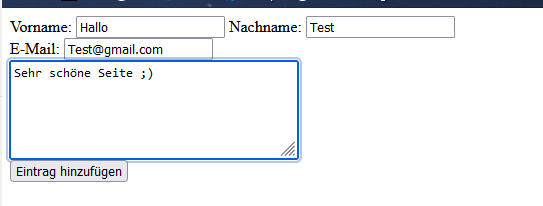 Vorname: Hallo Nachname: Test
E-Mail: Test@gmail.com
Sehr schöne Seite ;)
Eintrag hinzufügen